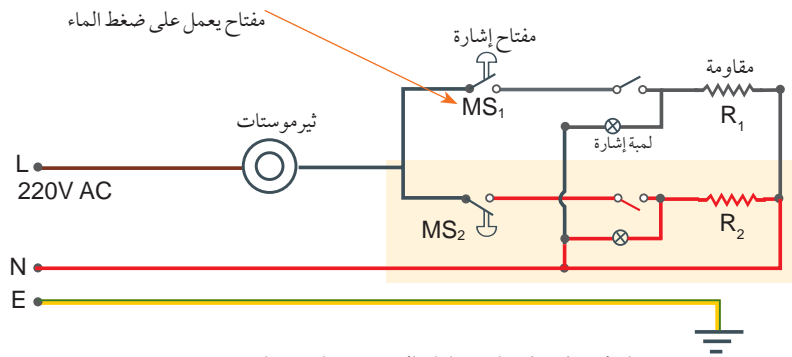 مفتاح يعمل على ضغط الماء
مفتاح إشارة
مقاومة
MS₁
R₁
ثيرموستات
لمبة إشارة
L
220V AC
MS₂
R₂
N
E